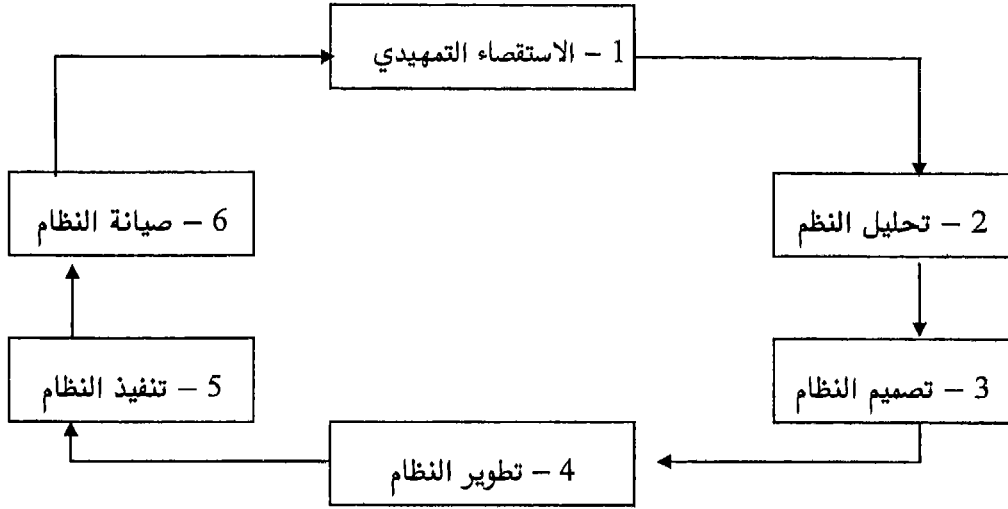 1 – الاستقصاء التمهيدي
2 – تحليل النظم
3 – تصميم النظام
4 – تطوير النظام
5 – تنفيذ النظام
6 – صيانة النظام